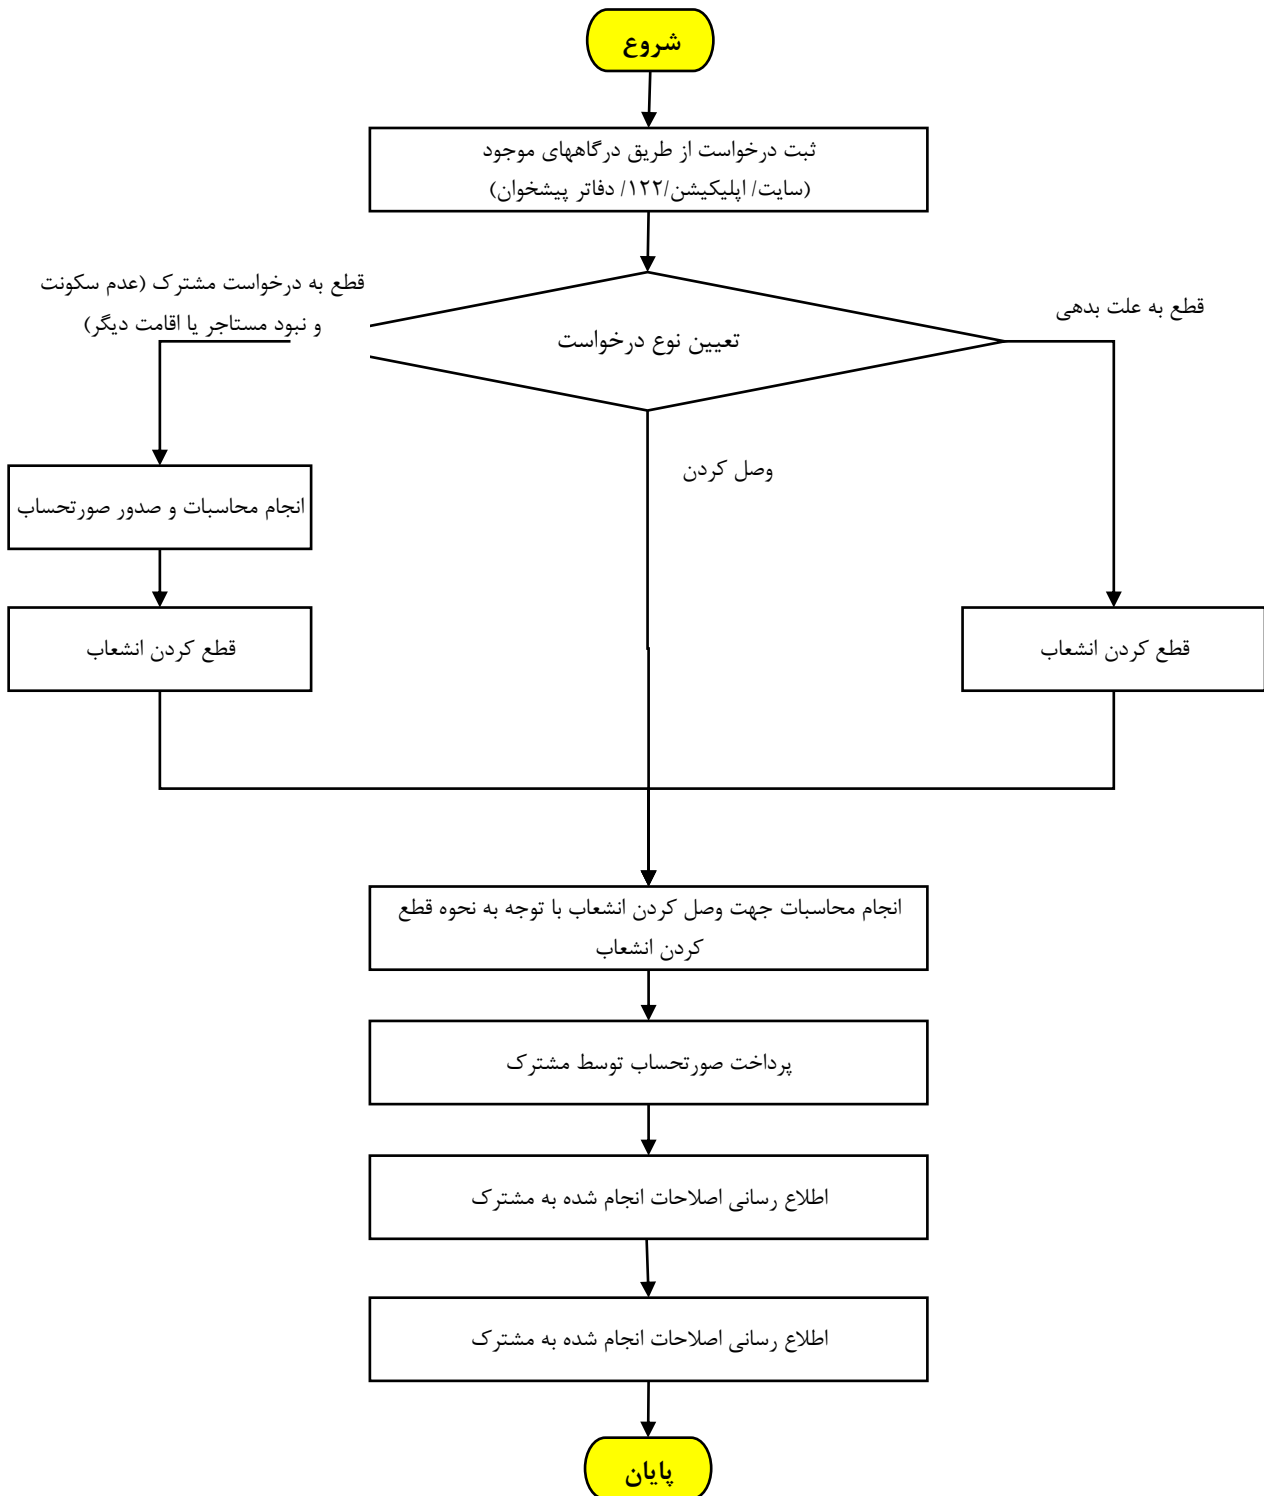 شروع
ثبت درخواست از طریق درگاههای موجود
(سایت/ اپلیکیشن/۱۲۲/ دفاتر پیشخوان)
قطع به علت بدهی
تعیین نوع درخواست
قطع به درخواست مشترک (عدم سکونت
و نبود مستاجر یا اقامت دیگر)
وصل کردن
انجام محاسبات و صدور صورتحساب
قطع کردن انشعاب
قطع کردن انشعاب
انجام محاسبات جهت وصل کردن انشعاب با توجه به نحوه قطع
کردن انشعاب
پرداخت صورتحساب توسط مشترک
اطلاع رسانی اصلاحات انجام شده به مشترک
اطلاع رسانی اصلاحات انجام شده به مشترک
پایان